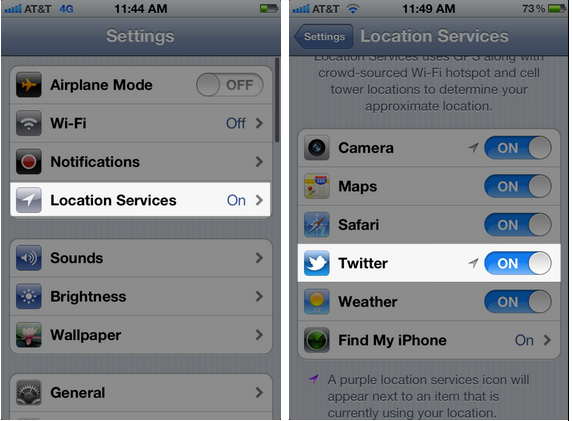 AT&T 4G 11:44 AM
Settings
Airplane Mode OFF
Wi-Fi Off
Notifications
Location Services On
Sounds
Brightness
Wallpaper
General
AT&T 11:49 AM 73%
Settings Location Services
Location Services uses GPS along with
crowd-sourced Wi-Fi hotspot and cell
tower locations to determine your
approximate location.
Camera ON
Maps ON
Safari ON
Twitter ON
Weather ON
Find My iPhone On
A purple location services icon will
appear next to an item that is
currently using your location.